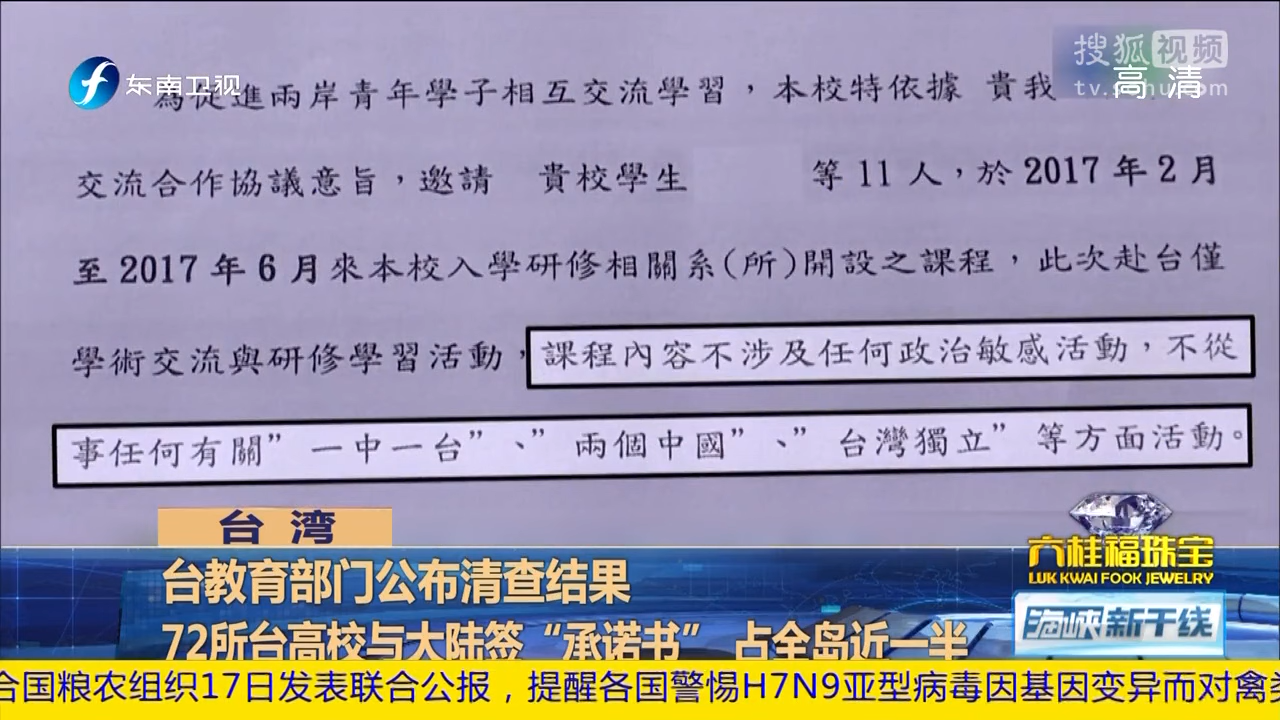 搜狐视频
tv.sohu.com
高清
东南卫视
為促進兩岸青年學子相互交流學習，本校特依據 貴我
交流合作協議意旨，邀請 貴校學生 等11人，於2017年2月
至2017年6月來本校入學研修相關系(所)開設之課程，此次赴台僅
學術交流與研修學習活動，課程內容不涉及任何政治敏感活動，不從
事任何有關”一中一台”、”兩個中國”、”台灣獨立”等方面活動。
台湾
台教育部门公布清查结果
72所台高校与大陆签“承诺书” 占全岛近一半
六桂福珠宝
LUK KWAI FOOK JEWELRY
海峡新干线
合国粮农组织17日发表联合公报，提醒各国警惕H7N9亚型病毒因基因变异而对禽类